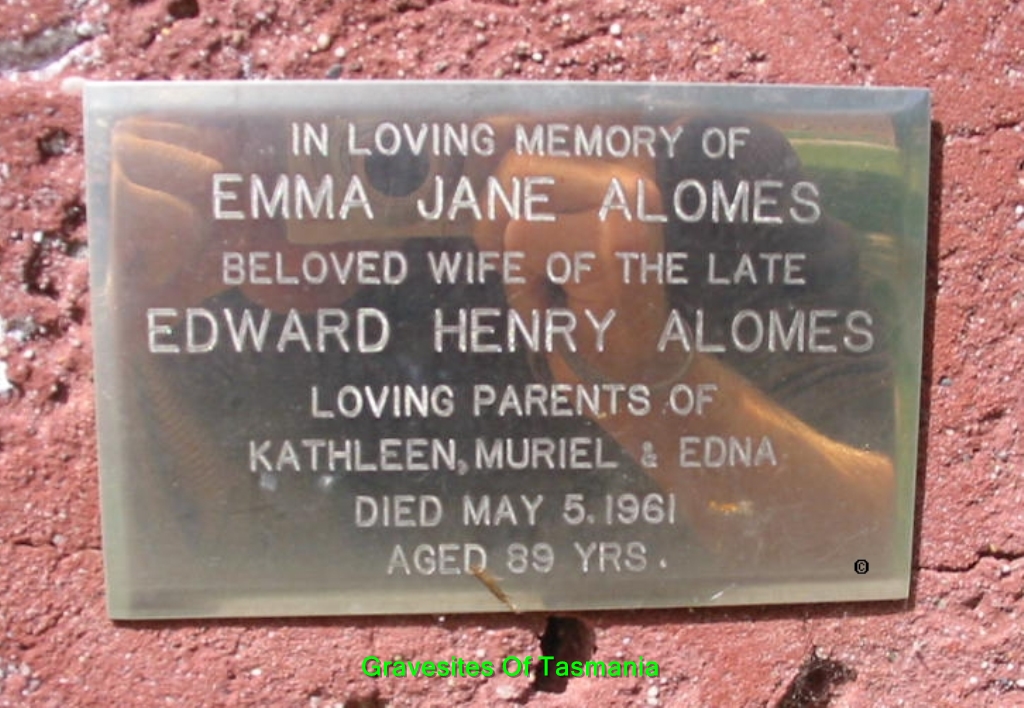 IN LOVING MEMORY OF
EMMA JANE ALOMES
BELOVED WIFE OF THE LATE
EDWARD HENRY ALOMES
LOVING PARENTS OF
KATHLEEN, MURIEL & EDNA
DIED MAY 5. 1961
AGED 89 YRS.
©
Gravesites Of Tasmania